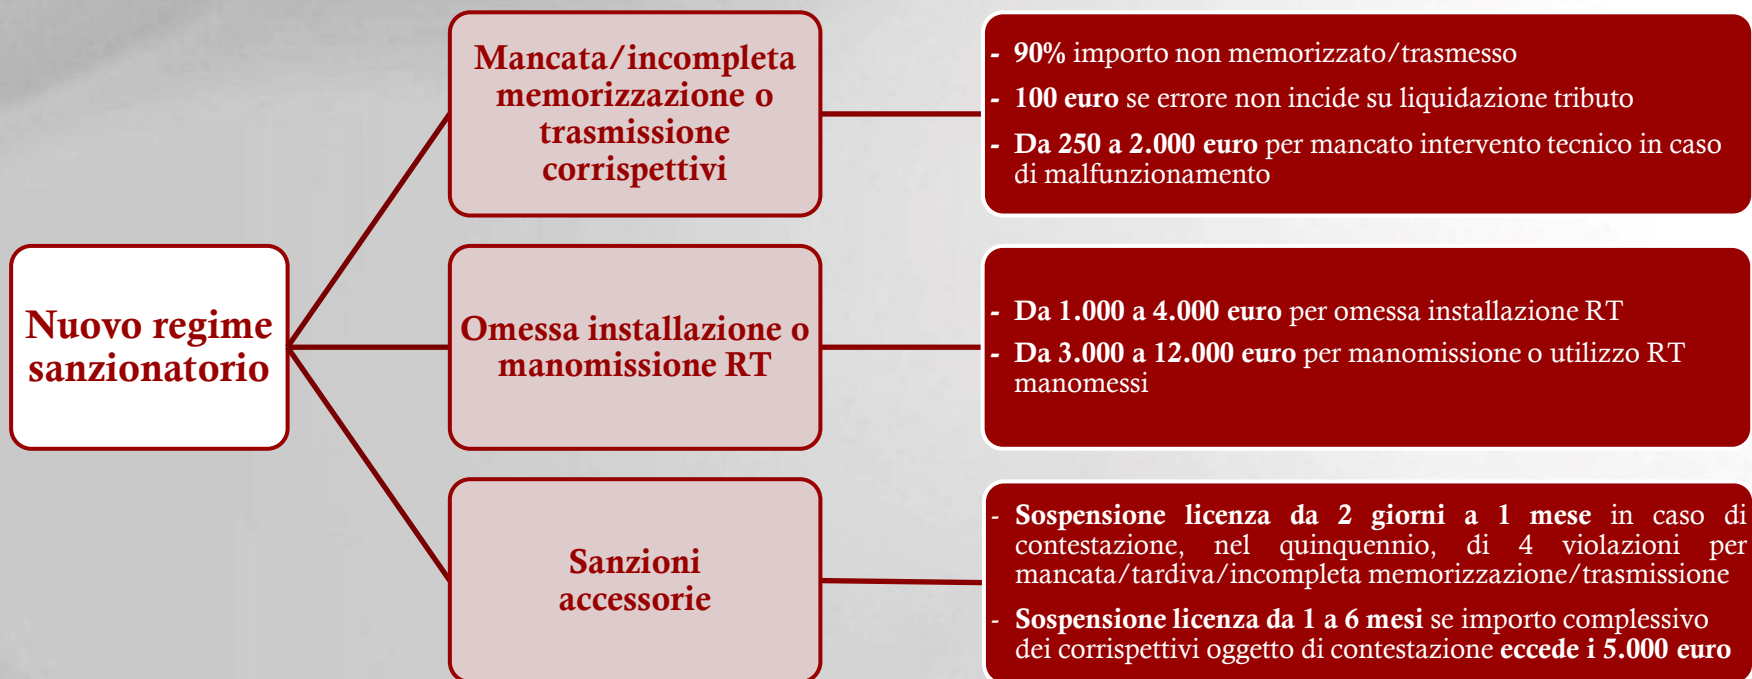 Nuovo regime
sanzionatorio
Mancata/incompleta
memorizzazione o
trasmissione
corrispettivi
- 90% importo non memorizzato/trasmesso
- 100 euro se errore non incide su liquidazione tributo
- Da 250 a 2.000 euro per mancato intervento tecnico in caso
di malfunzionamento
Omessa installazione o
manomissione RT
- Da 1.000 a 4.000 euro per omessa installazione RT
- Da 3.000 a 12.000 euro per manomissione o utilizzo RT
manomessi
Sanzioni
accessorie
- Sospensione licenza da 2 giorni a 1 mese in caso di
contestazione, nel quinquennio, di 4 violazioni per
mancata/tardiva/incompleta memorizzazione/trasmissione
- Sospensione licenza da 1 a 6 mesi se importo complessivo
dei corrispettivi oggetto di contestazione eccede i 5.000 euro